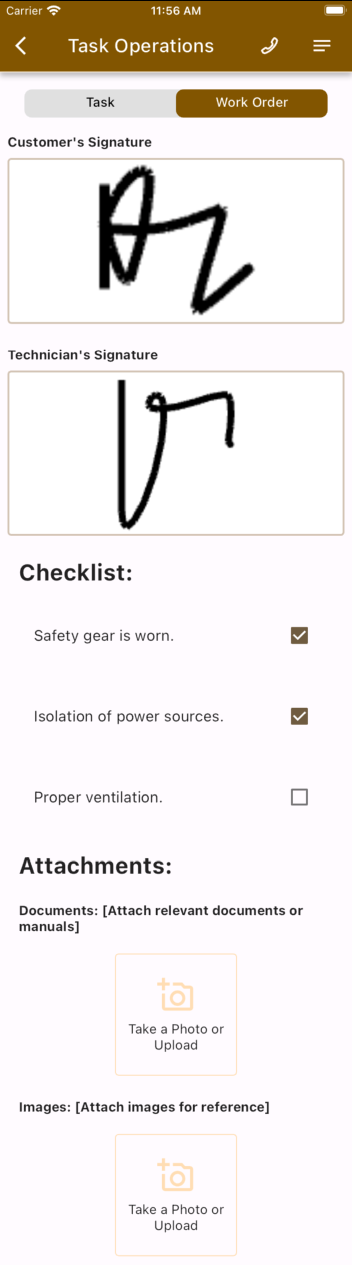 Carrier 11:56 AM
Task Operations
Task Work Order
Customer's Signature
Technician's Signature
Checklist:
Safety gear is worn.
Isolation of power sources.
Proper ventilation.
Attachments:
Documents: [Attach relevant documents or
manuals]
Take a Photo or
Upload
Images: [Attach images for reference]
Take a Photo or
Upload